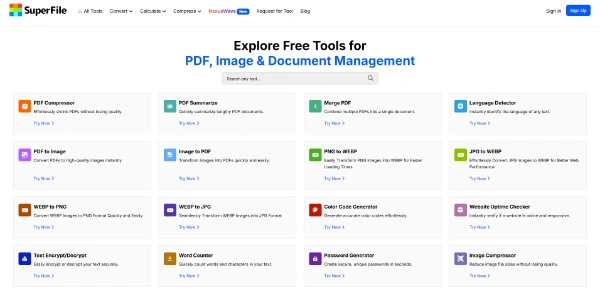 SuperFile
All Tools Convert Calculate Compress NexusWave New Request for Tool Blog Sign In Sign Up
Explore Free Tools for
PDF, Image & Document Management
Search any tool...
PDF Compressor
Effortlessly shrink PDFs without losing quality.
Try Now >
PDF Summarize
Quickly summarize lengthy PDF documents.
Try Now >
Merge PDF
Combine multiple PDFs into a single document.
Try Now >
Language Detector
Instantly identify the language of any text.
Try Now >
PDF to Image
Convert PDFs to high-quality images instantly.
Try Now >
Image to PDF
Transform images into PDFs quickly and easily.
Try Now >
PNG to WEBP
Easily Transform PNG Images into WEBP for Faster
Loading Times
Try Now >
JPG to WEBP
Effortlessly Convert JPG Images to WEBP for Better Web
Performance
Try Now >
WEBP to PNG
Convert WEBP Images to PNG Format Quickly and Easily
Try Now >
WEBP to JPG
Seamlessly Transform WEBP Images into JPG Format
Try Now >
Color Code Generator
Generate accurate color codes effortlessly.
Try Now >
Website Uptime Checker
Instantly verify if a website is online and responsive.
Try Now >
Text Encrypt/Decrypt
Easily encrypt or decrypt your text securely.
Try Now >
Word Counter
Quickly count words and characters in your text.
Try Now >
Password Generator
Create secure, unique passwords in seconds.
Try Now >
Image Compressor
Reduce image file sizes without losing quality.
Try Now >